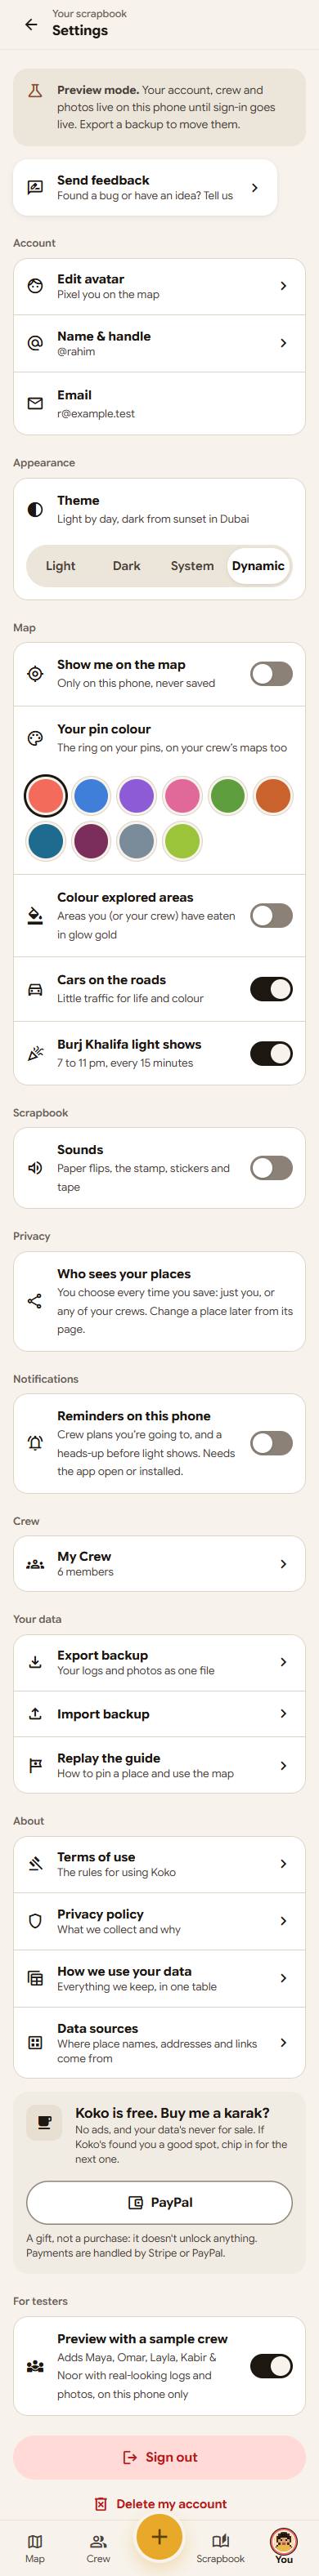 Your scrapbook
Settings
Preview mode. Your account, crew and
photos live on this phone until sign-in goes
live. Export a backup to move them.
Send feedback
Found a bug or have an idea? Tell us
Account
Edit avatar
Pixel you on the map
Name & handle
@rahim
Email
r@example.test
Appearance
Theme
Light by day, dark from sunset in Dubai
Light Dark System Dynamic
Map
Show me on the map
Only on this phone, never saved
Your pin colour
The ring on your pins, on your crew's maps too
Colour explored areas
Areas you (or your crew) have eaten
in glow gold
Cars on the roads
Little traffic for life and colour
Burj Khalifa light shows
7 to 11 pm, every 15 minutes
Scrapbook
Sounds
Paper flips, the stamp, stickers and
tape
Privacy
Who sees your places
You choose every time you save: just you, or
any of your crews. Change a place later from its
page.
Notifications
Reminders on this phone
Crew plans you're going to, and a
heads-up before light shows. Needs
the app open or installed.
Crew
My Crew
6 members
Your data
Export backup
Your logs and photos as one file
Import backup
Replay the guide
How to pin a place and use the map
About
Terms of use
The rules for using Koko
Privacy policy
What we collect and why
How we use your data
Everything we keep, in one table
Data sources
Where place names, addresses and links
come from
Koko is free. Buy me a karak?
No ads, and your data's never for sale. If
Koko's found you a good spot, chip in for the
next one.
PayPal
A gift, not a purchase: it doesn't unlock anything.
Payments are handled by Stripe or PayPal.
For testers
Preview with a sample crew
Adds Maya, Omar, Layla, Kabir &
Noor with real-looking logs and
photos, on this phone only
Sign out
Delete my account
Map Crew Scrapbook You